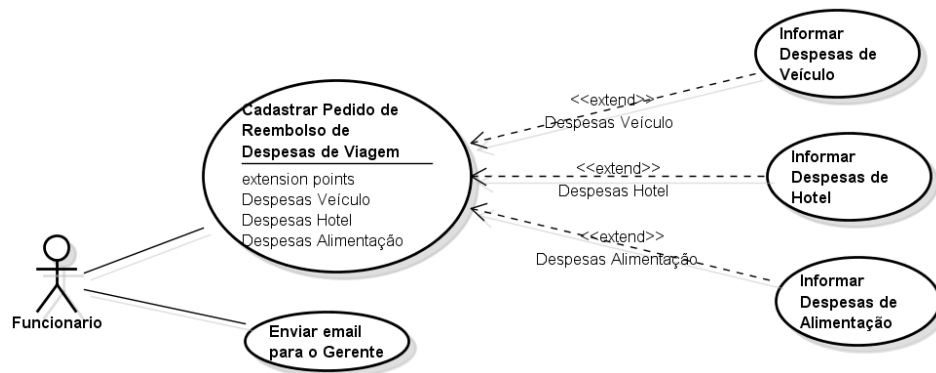 Informar
Despesas de
Veículo
<<extend>>
Despesas Veículo
Cadastrar Pedido de
Reembolso de
Despesas de Viagem
extension points
Despesas Veículo
Despesas Hotel
Despesas Alimentação
<<extend>>
Despesas Hotel
Informar
Despesas de
Hotel
<<extend>>
Despesas Alimentação
Informar
Despesas de
Alimentação
Funcionario
Enviar email
para o Gerente